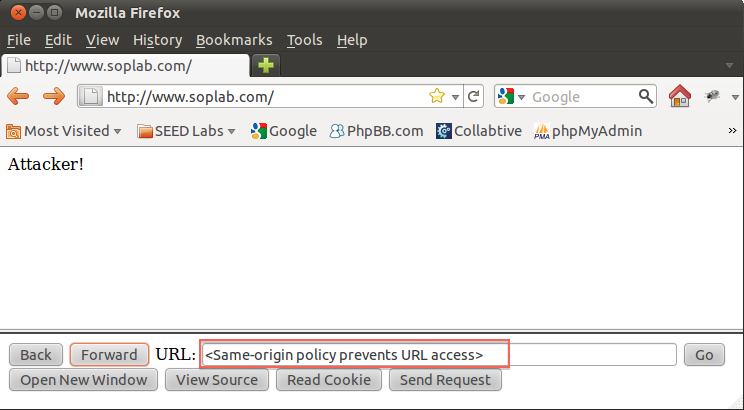 Mozilla Firefox
File Edit View History Bookmarks Tools Help
http://www.soplab.com/
http://www.soplab.com/ Google
Most Visited SEED Labs Google PhpBB.com Collabtive PMA phpMyAdmin »
Attacker!
Back Forward URL: <Same-origin policy prevents URL access> Go
Open New Window View Source Read Cookie Send Request